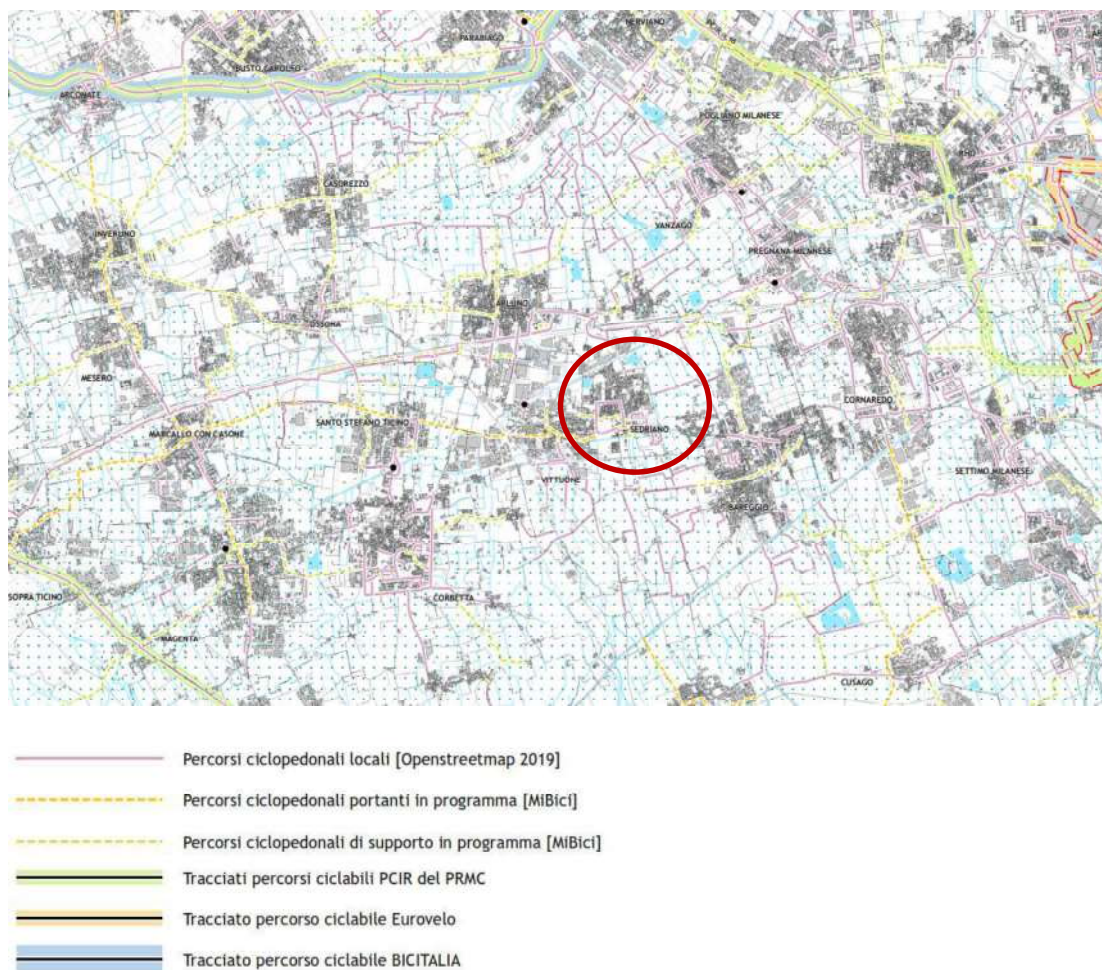 NERVIANO
PARABIAGO
BUSTO GAROLFO
ARCONATE
POGLIANO MILANESE
RHO
CASOREZZO
VANZAGO
INVERUNO
PREGNANA MILANESE
ARLUNO
OSSONA
MESERO
CORNAREDO
SANTO STEFANO TICINO
SEDRIANO
MARCALLO CON CASONE
SETTIMO MILANESE
VITTUONE
BAREGGIO
SOPRA TICINO
CORBETTA
MAGENTA
CUSAGO
Percorsi ciclopedonali locali [Openstreetmap 2019]
Percorsi ciclopedonali portanti in programma [MiBici]
Percorsi ciclopedonali di supporto in programma [MiBici]
Tracciati percorsi ciclabili PCIR del PRMC
Tracciato percorso ciclabile Eurovelo
Tracciato percorso ciclabile BICITALIA